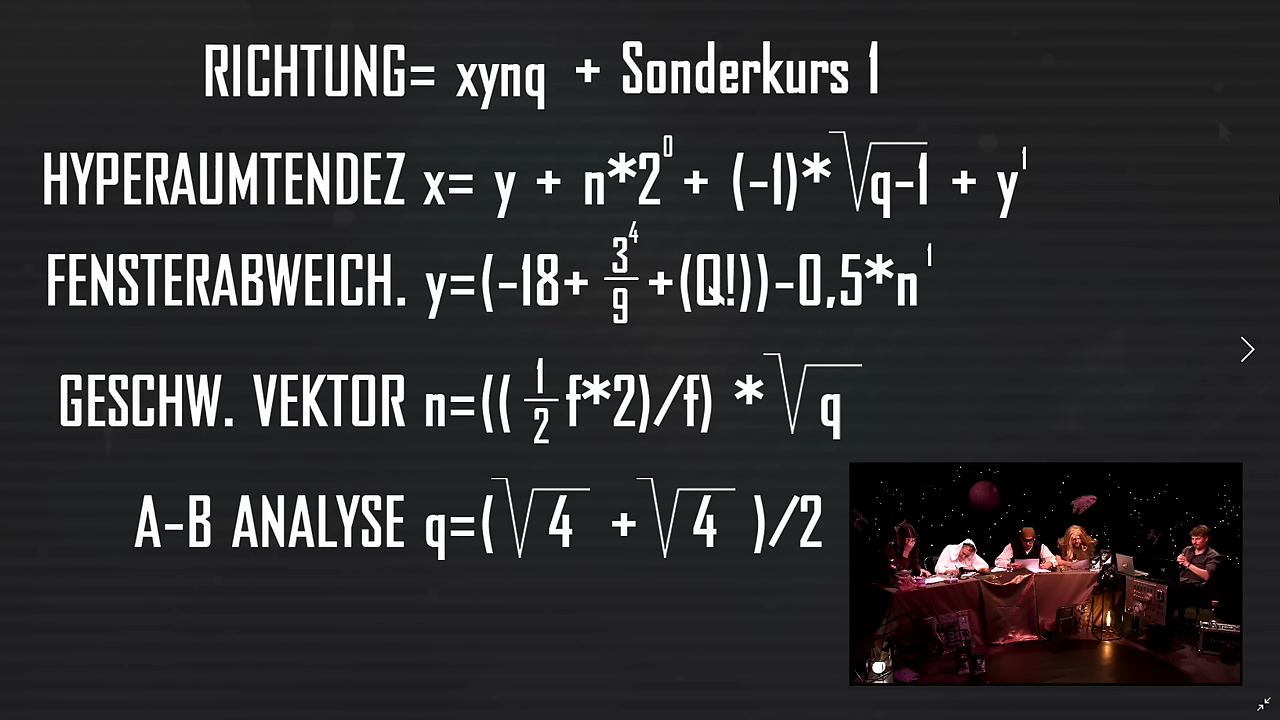 RICHTUNG= xynq + Sonderkurs 1
HYPERAUMTENDEZ x= y + n*2⁰ + (-1)*√q-1 + y¹
FENSTERABWEICH. y=(-18+ 3⁴/9 +(Q!))-0,5*n¹
GESCHW. VEKTOR n=(( 1/2 f*2)/f) *√q
A-B ANALYSE q=(√4 +√4 )/2